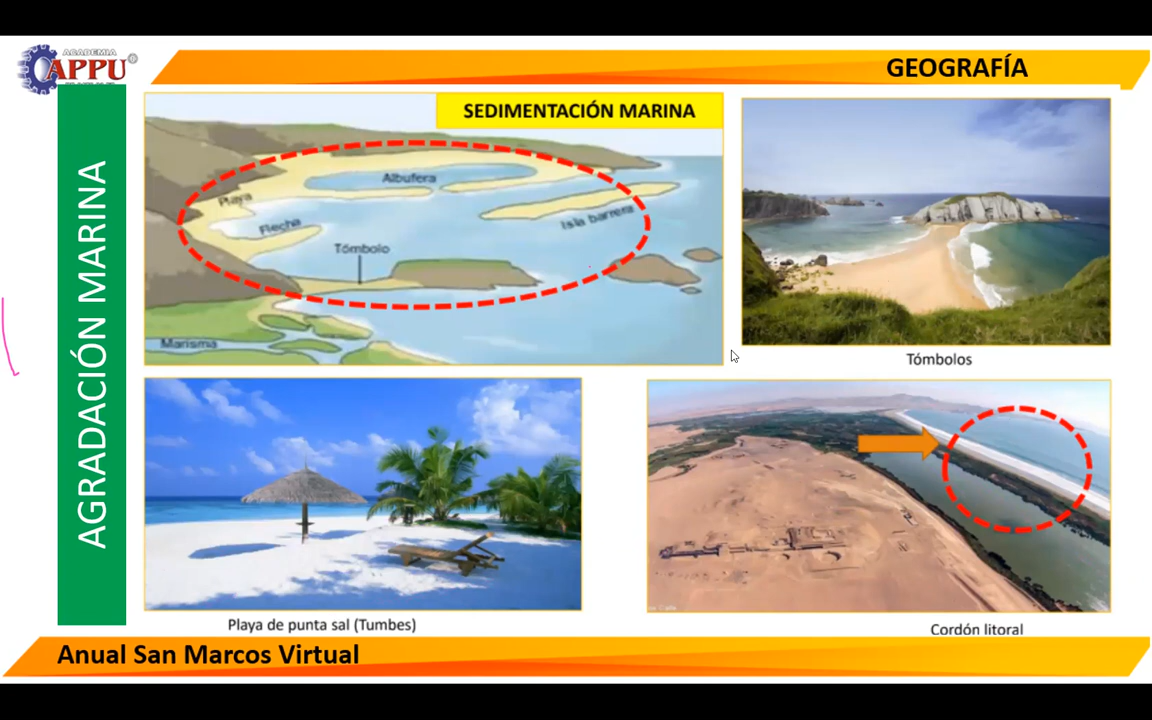 ACADEMIA
APPU
GEOGRAFÍA
AGRADACIÓN MARINA
SEDIMENTACIÓN MARINA
Albufera
Playa
Flecha
Isla barrera
Tómbolo
Marisma
Tómbolos
Playa de punta sal (Tumbes)
Cordón litoral
Anual San Marcos Virtual